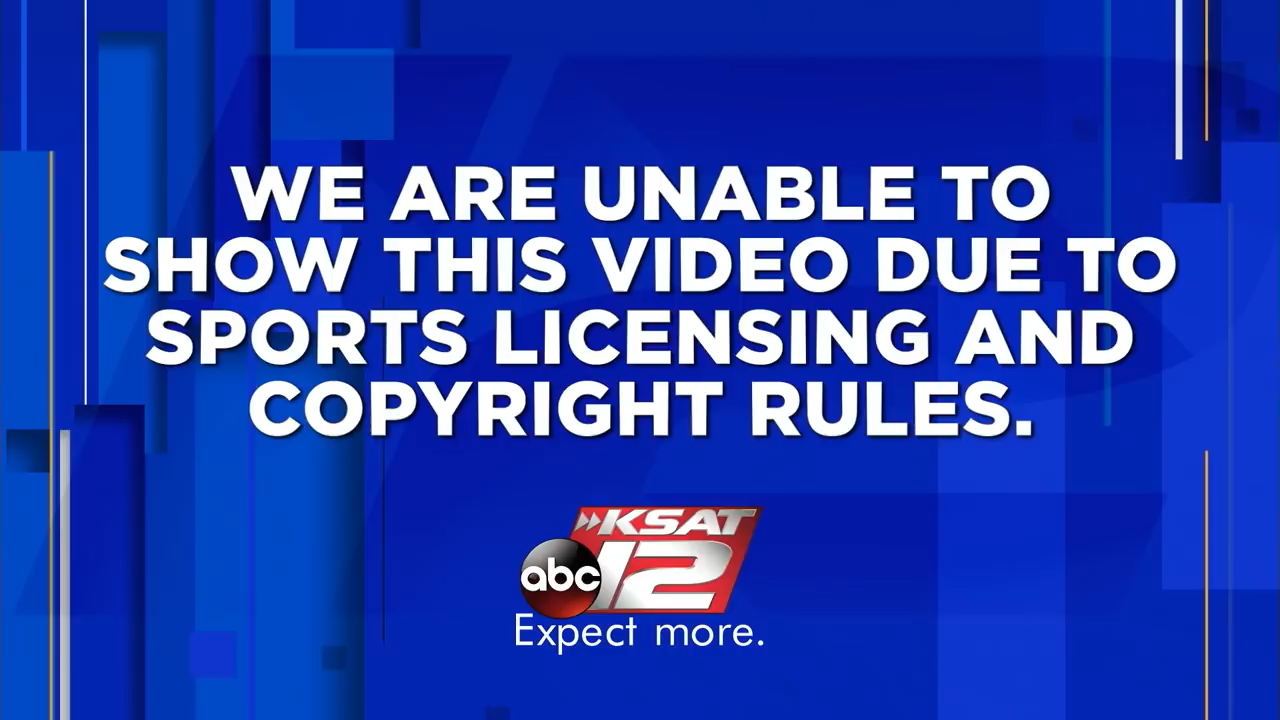 WE ARE UNABLE TO
SHOW THIS VIDEO DUE TO
SPORTS LICENSING AND
COPYRIGHT RULES.
KSAT
abc 12
Expect more.